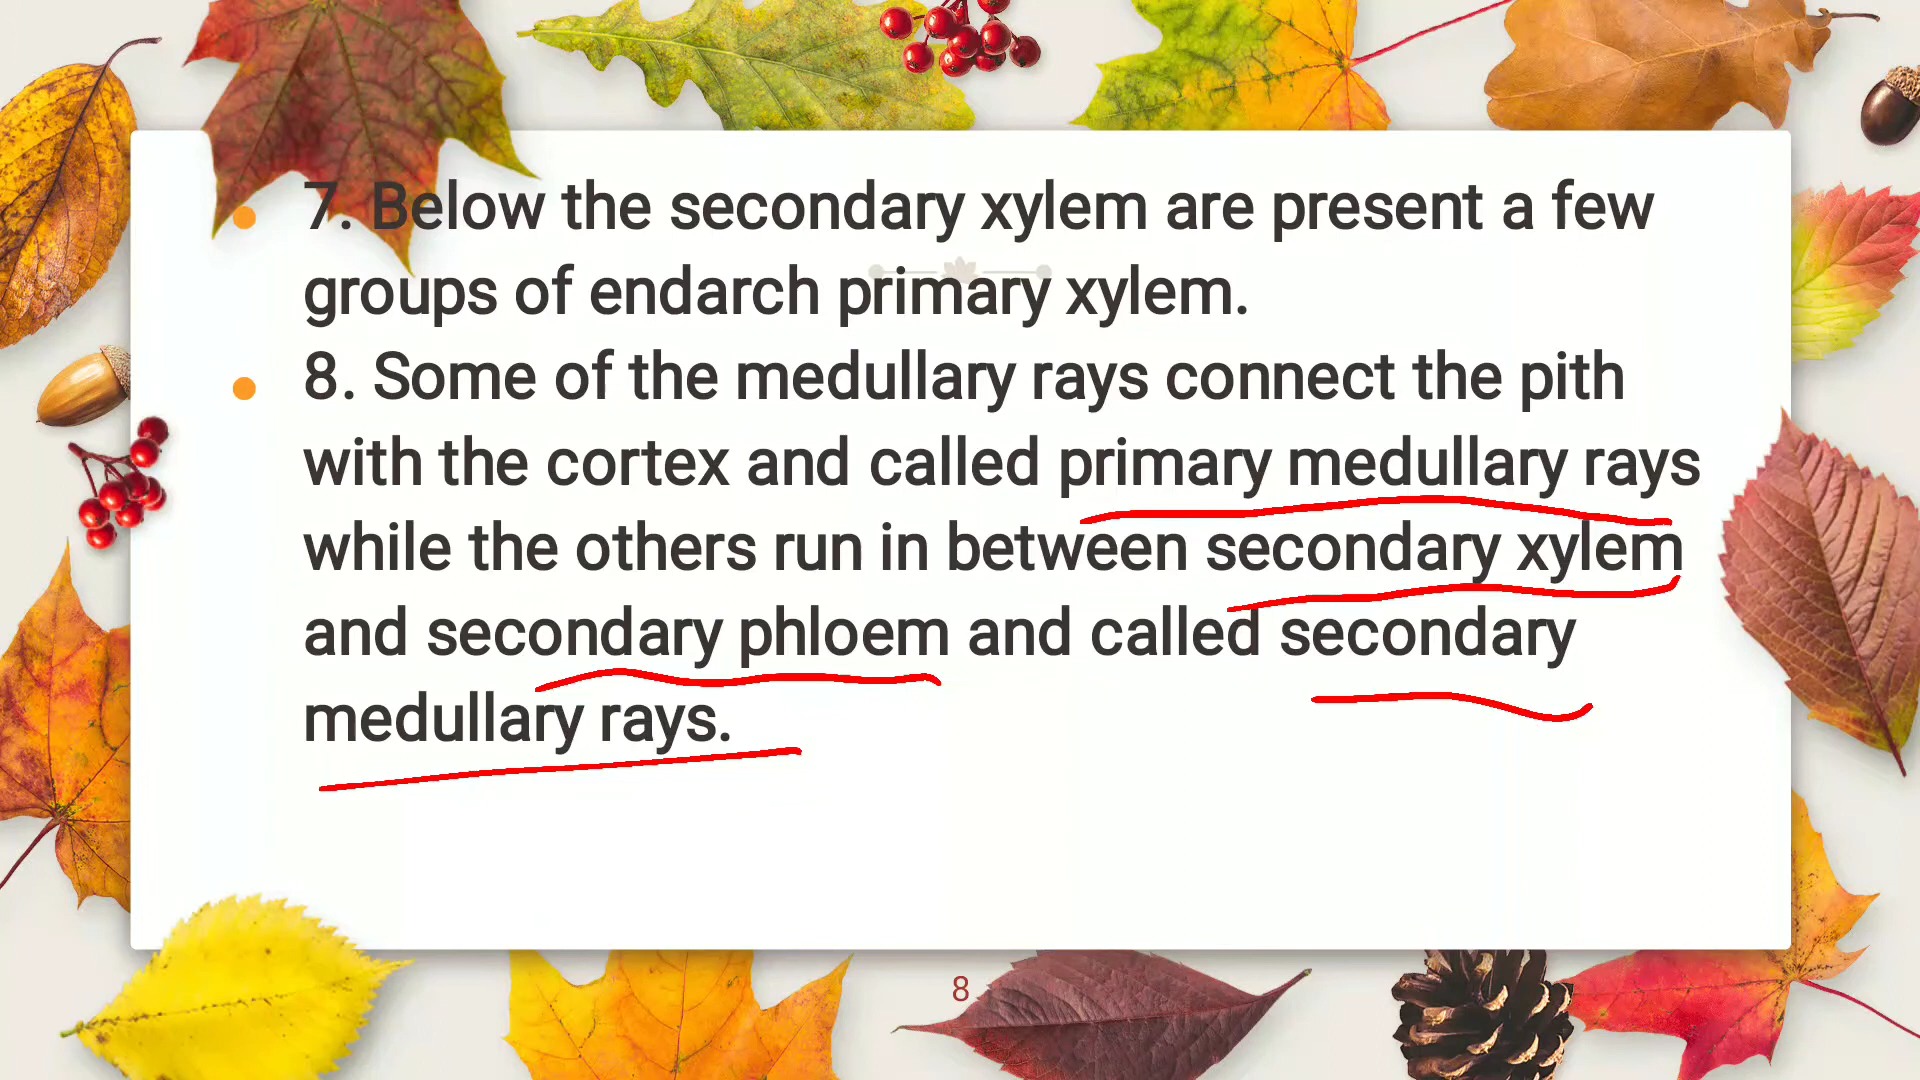 7. Below the secondary xylem are present a few
groups of endarch primary xylem.
8. Some of the medullary rays connect the pith
with the cortex and called primary medullary rays
while the others run in between secondary xylem
and secondary phloem and called secondary
medullary rays.
8